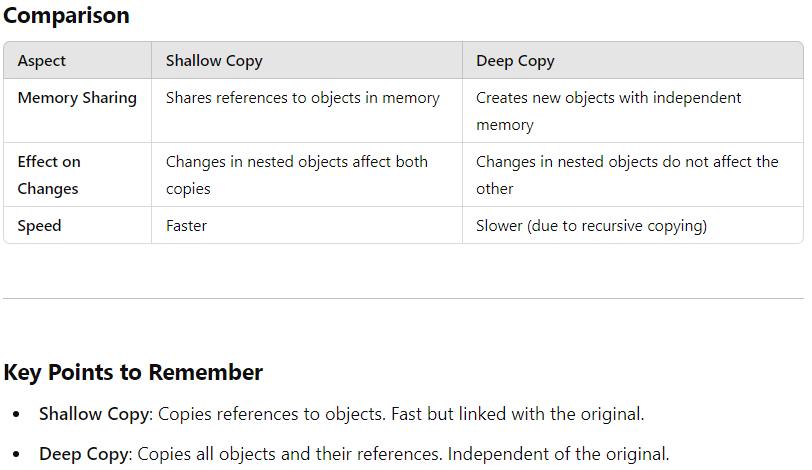 Comparison
Aspect Shallow Copy Deep Copy
Memory Sharing Shares references to objects in memory Creates new objects with independent
memory
Effect on Changes in nested objects affect both Changes in nested objects do not affect the
Changes copies other
Speed Faster Slower (due to recursive copying)
Key Points to Remember
• Shallow Copy: Copies references to objects. Fast but linked with the original.
• Deep Copy: Copies all objects and their references. Independent of the original.